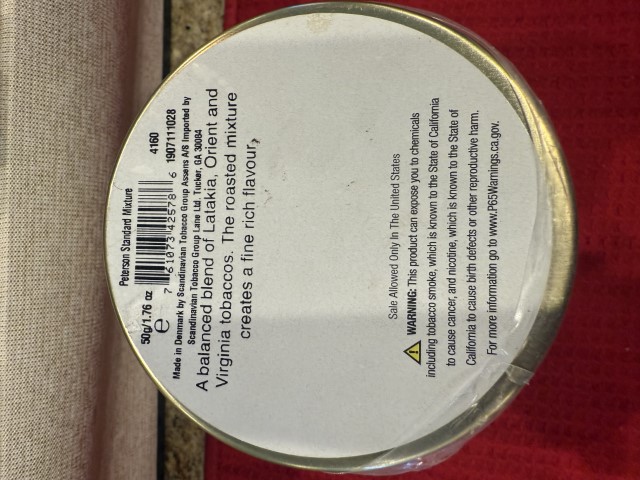 Peterson Standard Mixture
50g/1.76 oz
e
4160
7 61073 42578 6
1907111028
Made in Denmark by Scandinavian Tobacco Group Assens A/S Imported by
Scandinavian Tobacco Group Lane Ltd. Tucker, GA 30084
A balanced blend of Latakia, Orient and
Virginia tobaccos. The roasted mixture
creates a fine rich flavour,
Sale Allowed Only In The United States
WARNING: This product can expose you to chemicals
including tobacco smoke, which is known to the State of California
to cause cancer, and nicotine, which is known to the State of
California to cause birth defects or other reproductive harm.
For more information go to www.P65Warnings.ca.gov.